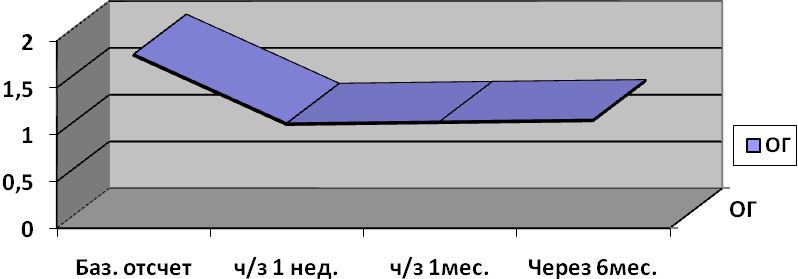 2
1,5
1
0,5
0
Баз. отсчет
ч/з 1 нед.
ч/з 1мес.
Через 6мес.
ОГ
ОГ